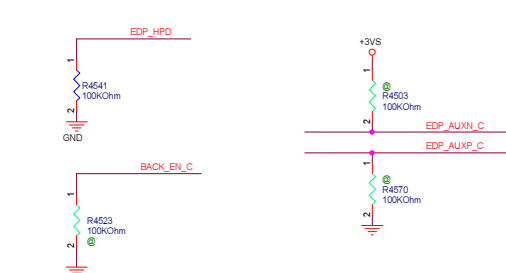 EDP_HPD
1
R4541
100KOhm
2
GND
BACK_EN_C
1
R4523
100KOhm
@
2
+3VS
1
@
R4503
100KOhm
2
EDP_AUXN_C
EDP_AUXP_C
1
@
R4570
100KOhm
2